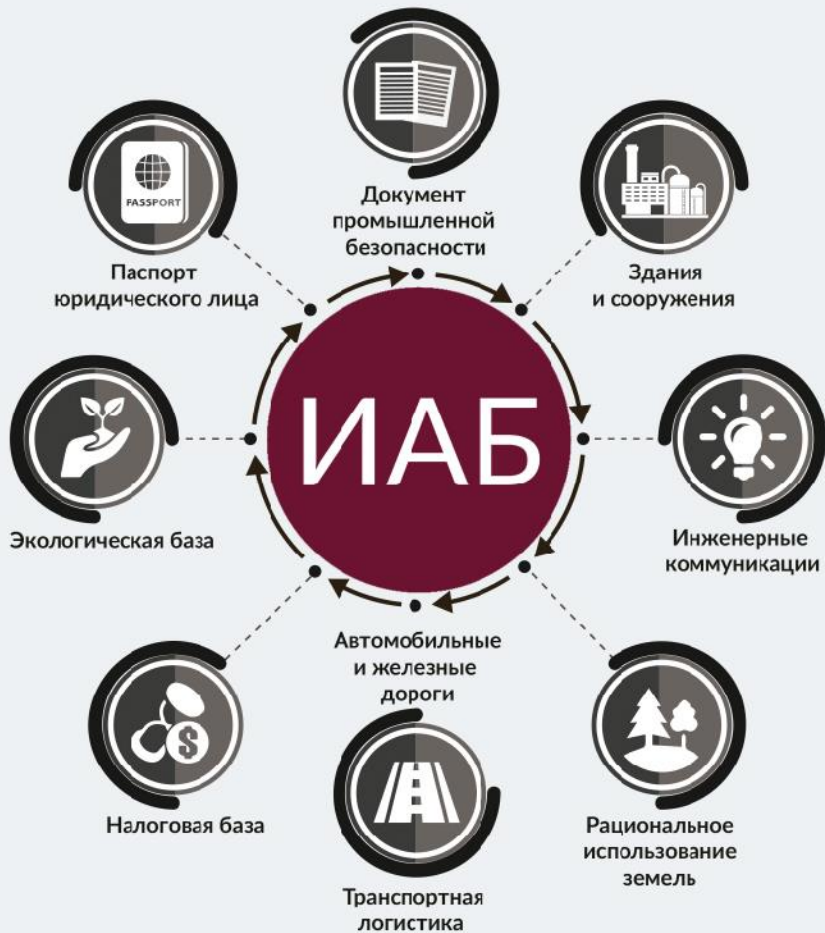 Документ
промышленной
безопасности
PASSPORT
Паспорт
юридического лица
Здания
и сооружения
ИАБ
Экологическая база
Инженерные
коммуникации
Автомобильные
и железные
дороги
$
Налоговая база
Рациональное
использование
земель
Транспортная
логистика